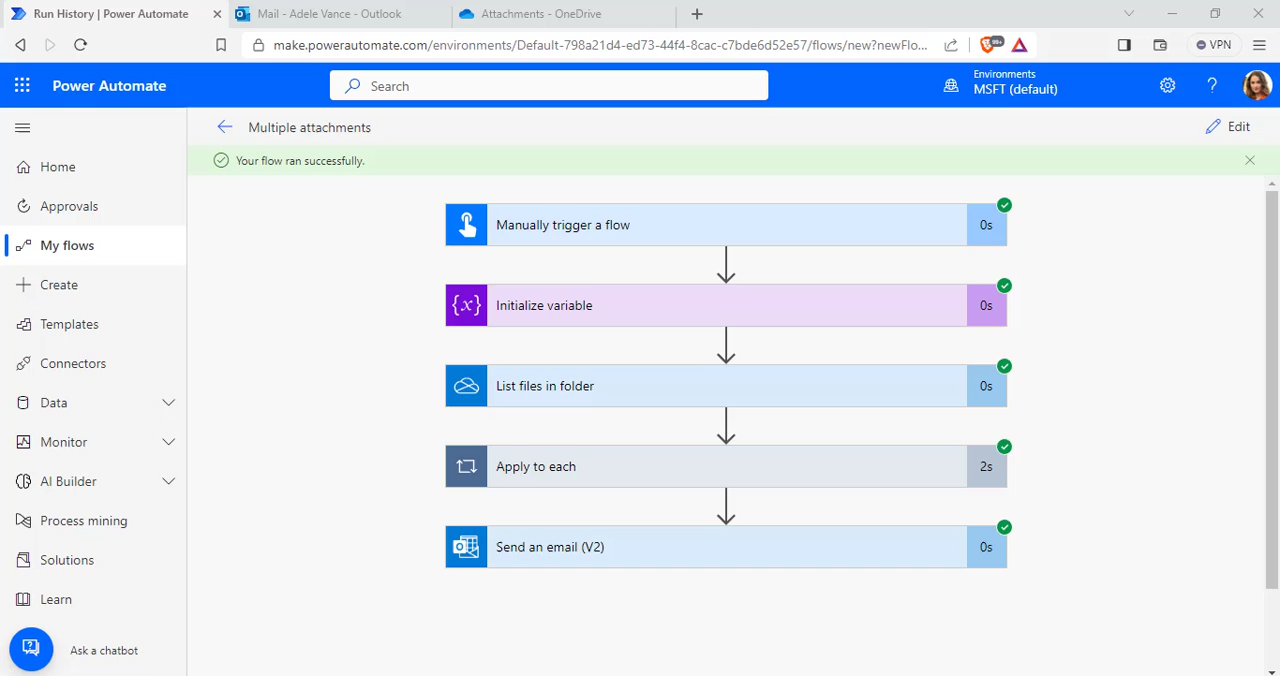 Run History | Power Automate
Mail - Adele Vance - Outlook
Attachments - OneDrive
make.powerautomate.com/environments/Default-798a21d4-ed73-44f4-8cac-c7bde6d52e57/flows/new?newFlo...
99+
VPN
Power Automate
Search
Environments
MSFT (default)
Multiple attachments
Edit
Your flow ran successfully.
Home
Approvals
My flows
Create
Templates
Connectors
Data
Monitor
AI Builder
Process mining
Solutions
Learn
Ask a chatbot
Manually trigger a flow
0s
{x}
Initialize variable
0s
List files in folder
0s
Apply to each
2s
Send an email (V2)
0s